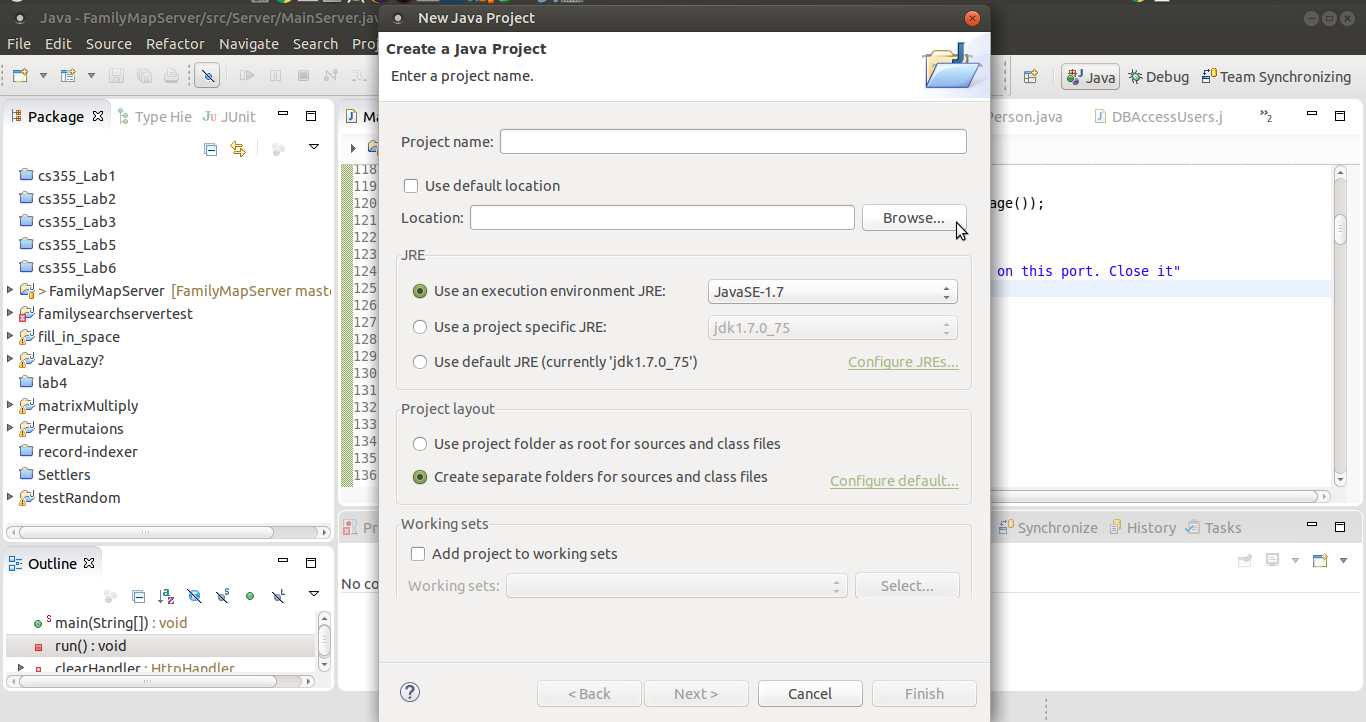 Java - FamilyMapServer/src/Server/MainServer.jav
New Java Project
File Edit Source Refactor Navigate Search
Create a Java Project
Enter a project name.
Java Debug Team Synchronizing
Package Type Hie JUnit
Person.java DBAccessUsers.j
Project name:
Use default location
Location: Browse...
JRE
Use an execution environment JRE: JavaSE-1.7
Use a project specific JRE: jdk1.7.0_75
Use default JRE (currently 'jdk1.7.0_75') Configure JREs...
Project layout
Use project folder as root for sources and class files
Create separate folders for sources and class files Configure default...
Working sets
Add project to working sets
Working sets: Select...
< Back Next > Cancel Finish
cs355_Lab1
cs355_Lab2
cs355_Lab3
cs355_Lab5
cs355_Lab6
> FamilyMapServer [FamilyMapServer maste
familysearchservertest
fill_in_space
JavaLazy?
lab4
matrixMultiply
Permutaions
record-indexer
Settlers
testRandom
118
119
120
121
122
123
124
125
126
127
128
129
130
131
132
133
134
135
136
age());
on this port. Close it"
Outline
main(String[]) : void
run() : void
clearHandler : HttpHandler
Synchronize History Tasks
No co